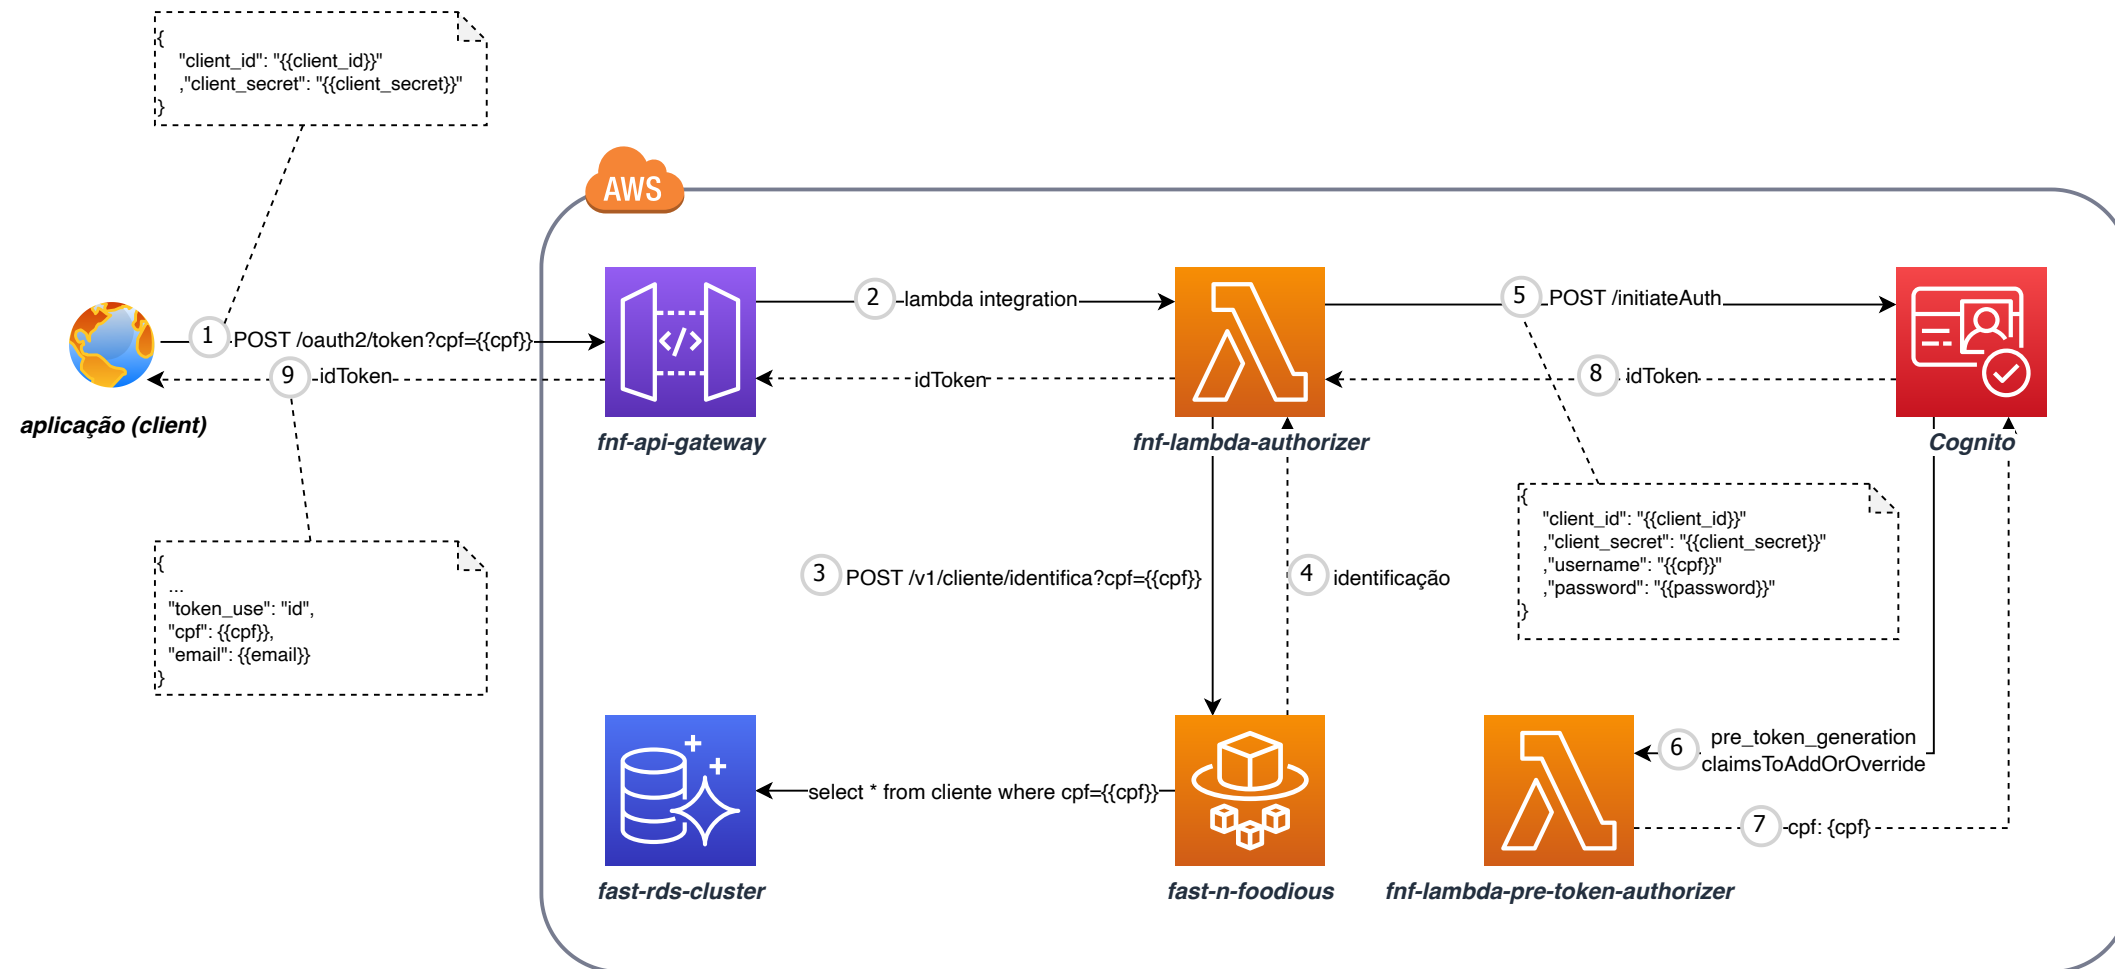 {
"client_id": "{{client_id}}"
,"client_secret": "{{client_secret}}"
}
AWS
1 POST /oauth2/token?cpf={{cpf}}
2 lambda integration
5 POST /initiateAuth
9 idToken
idToken
8 idToken
aplicação (client)
fnf-api-gateway
fnf-lambda-authorizer
Cognito
{
"client_id": "{{client_id}}"
,"client_secret": "{{client_secret}}"
,"username": "{{cpf}}"
,"password": "{{password}}"
}
{
...
"token_use": "id",
"cpf": {{cpf}},
"email": {{email}}
}
3 POST /v1/cliente/identifica?cpf={{cpf}}
4 identificação
6 pre_token_generation
claimsToAddOrOverride
select * from cliente where cpf={{cpf}}
7 cpf: {cpf}
fast-rds-cluster
fast-n-foodious
fnf-lambda-pre-token-authorizer